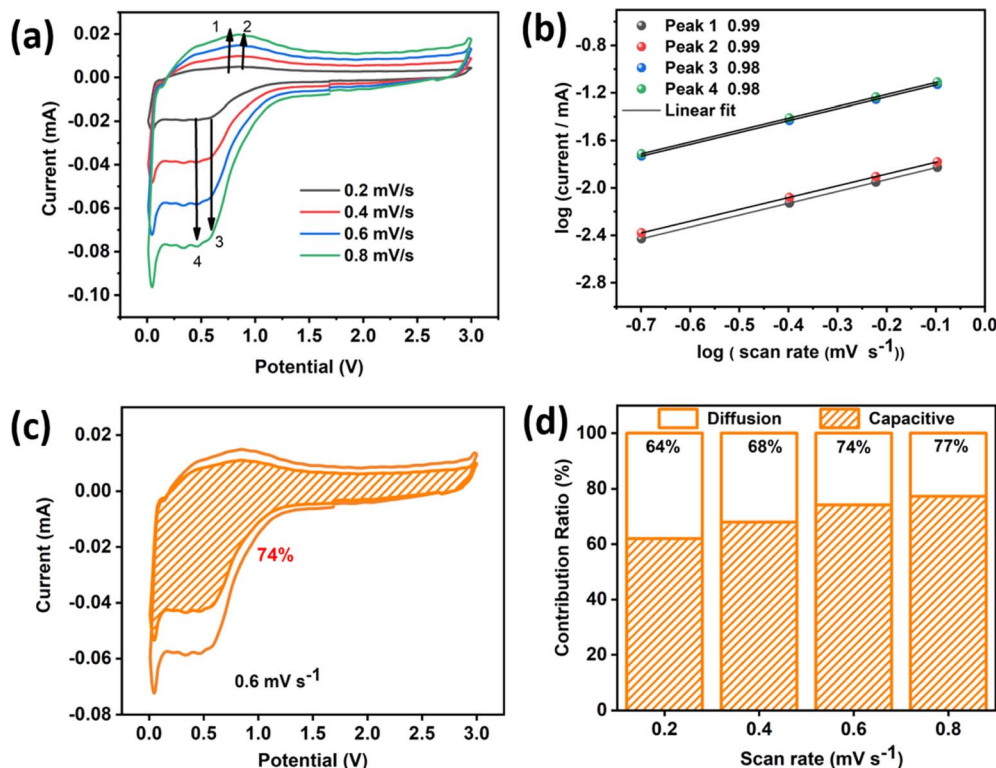 (a)
0.02
0.00
-0.02
-0.04
-0.06
-0.08
-0.10
Current (mA)
1 2
3
4
0.2 mV/s
0.4 mV/s
0.6 mV/s
0.8 mV/s
0.0 0.5 1.0 1.5 2.0 2.5 3.0
Potential (V)
(b)
-0.8
-1.2
-1.6
-2.0
-2.4
-2.8
log (current / mA)
Peak 1 0.99
Peak 2 0.99
Peak 3 0.98
Peak 4 0.98
Linear fit
-0.7 -0.6 -0.5 -0.4 -0.3 -0.2 -0.1 0.0
log ( scan rate (mV s⁻¹))
(c)
0.02
0.00
-0.02
-0.04
-0.06
-0.08
Current (mA)
74%
0.6 mV s⁻¹
0.0 0.5 1.0 1.5 2.0 2.5 3.0
Potential (V)
(d)
Diffusion Capacitive
100
80
60
40
20
0
Contribution Ratio (%)
64% 68% 74% 77%
0.2 0.4 0.6 0.8
Scan rate (mV s⁻¹)